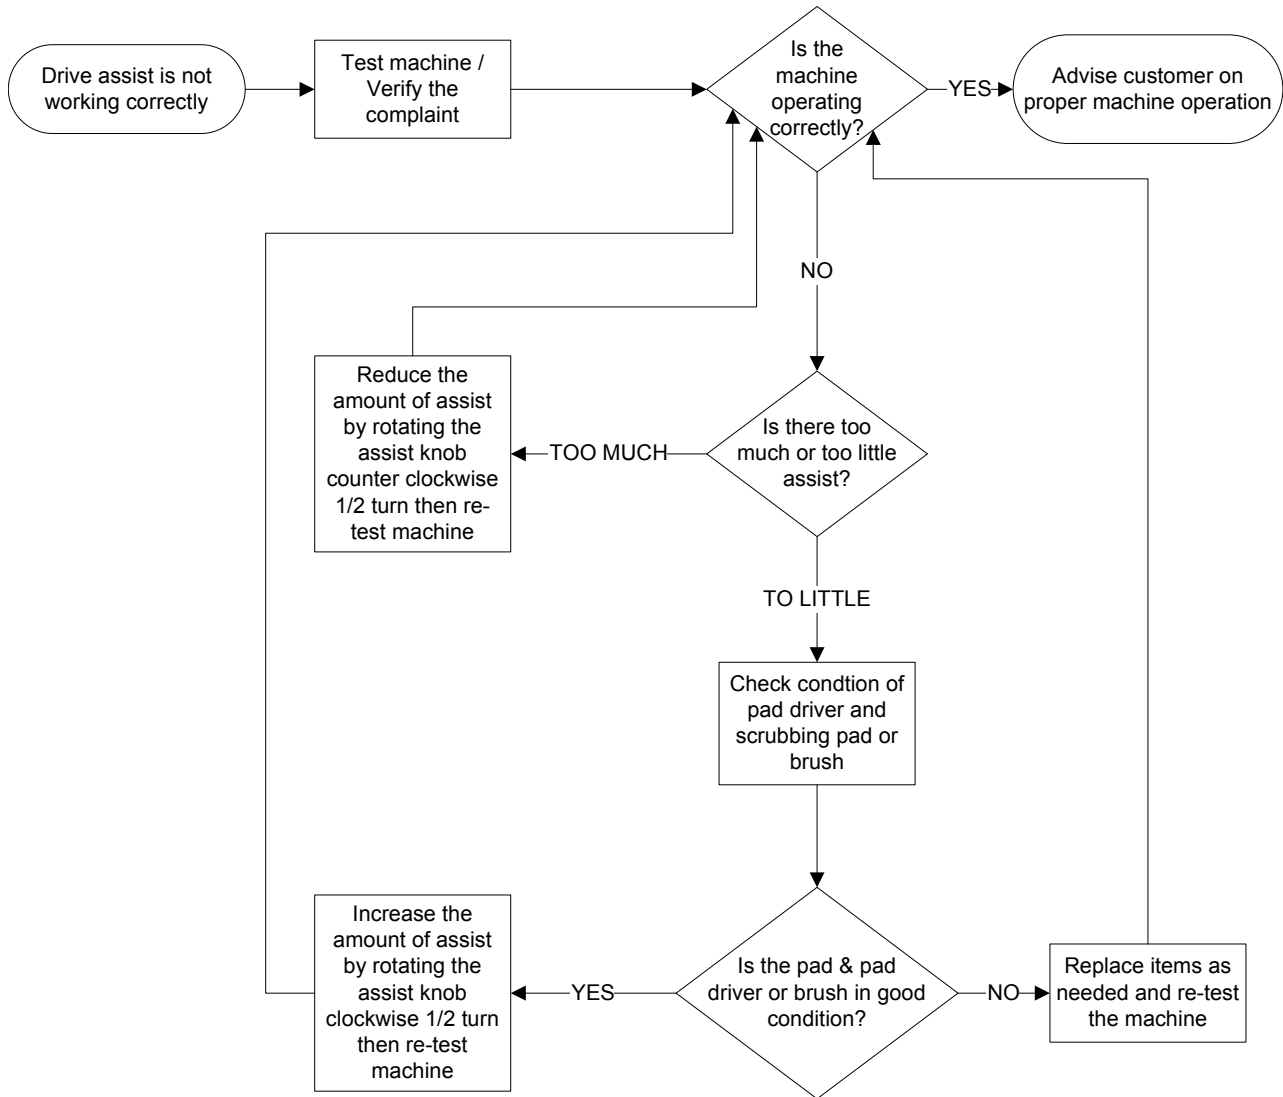 Drive assist is not
working correctly
Test machine /
Verify the
complaint
Is the
machine
operating
correctly?
YES
Advise customer on
proper machine operation
NO
Is there too
much or too little
assist?
TOO MUCH
Reduce the
amount of assist
by rotating the
assist knob
counter clockwise
1/2 turn then re-
test machine
TO LITTLE
Check condtion of
pad driver and
scrubbing pad or
brush
Is the pad & pad
driver or brush in good
condition?
YES
Increase the
amount of assist
by rotating the
assist knob
clockwise 1/2 turn
then re-test
machine
NO
Replace items as
needed and re-test
the machine